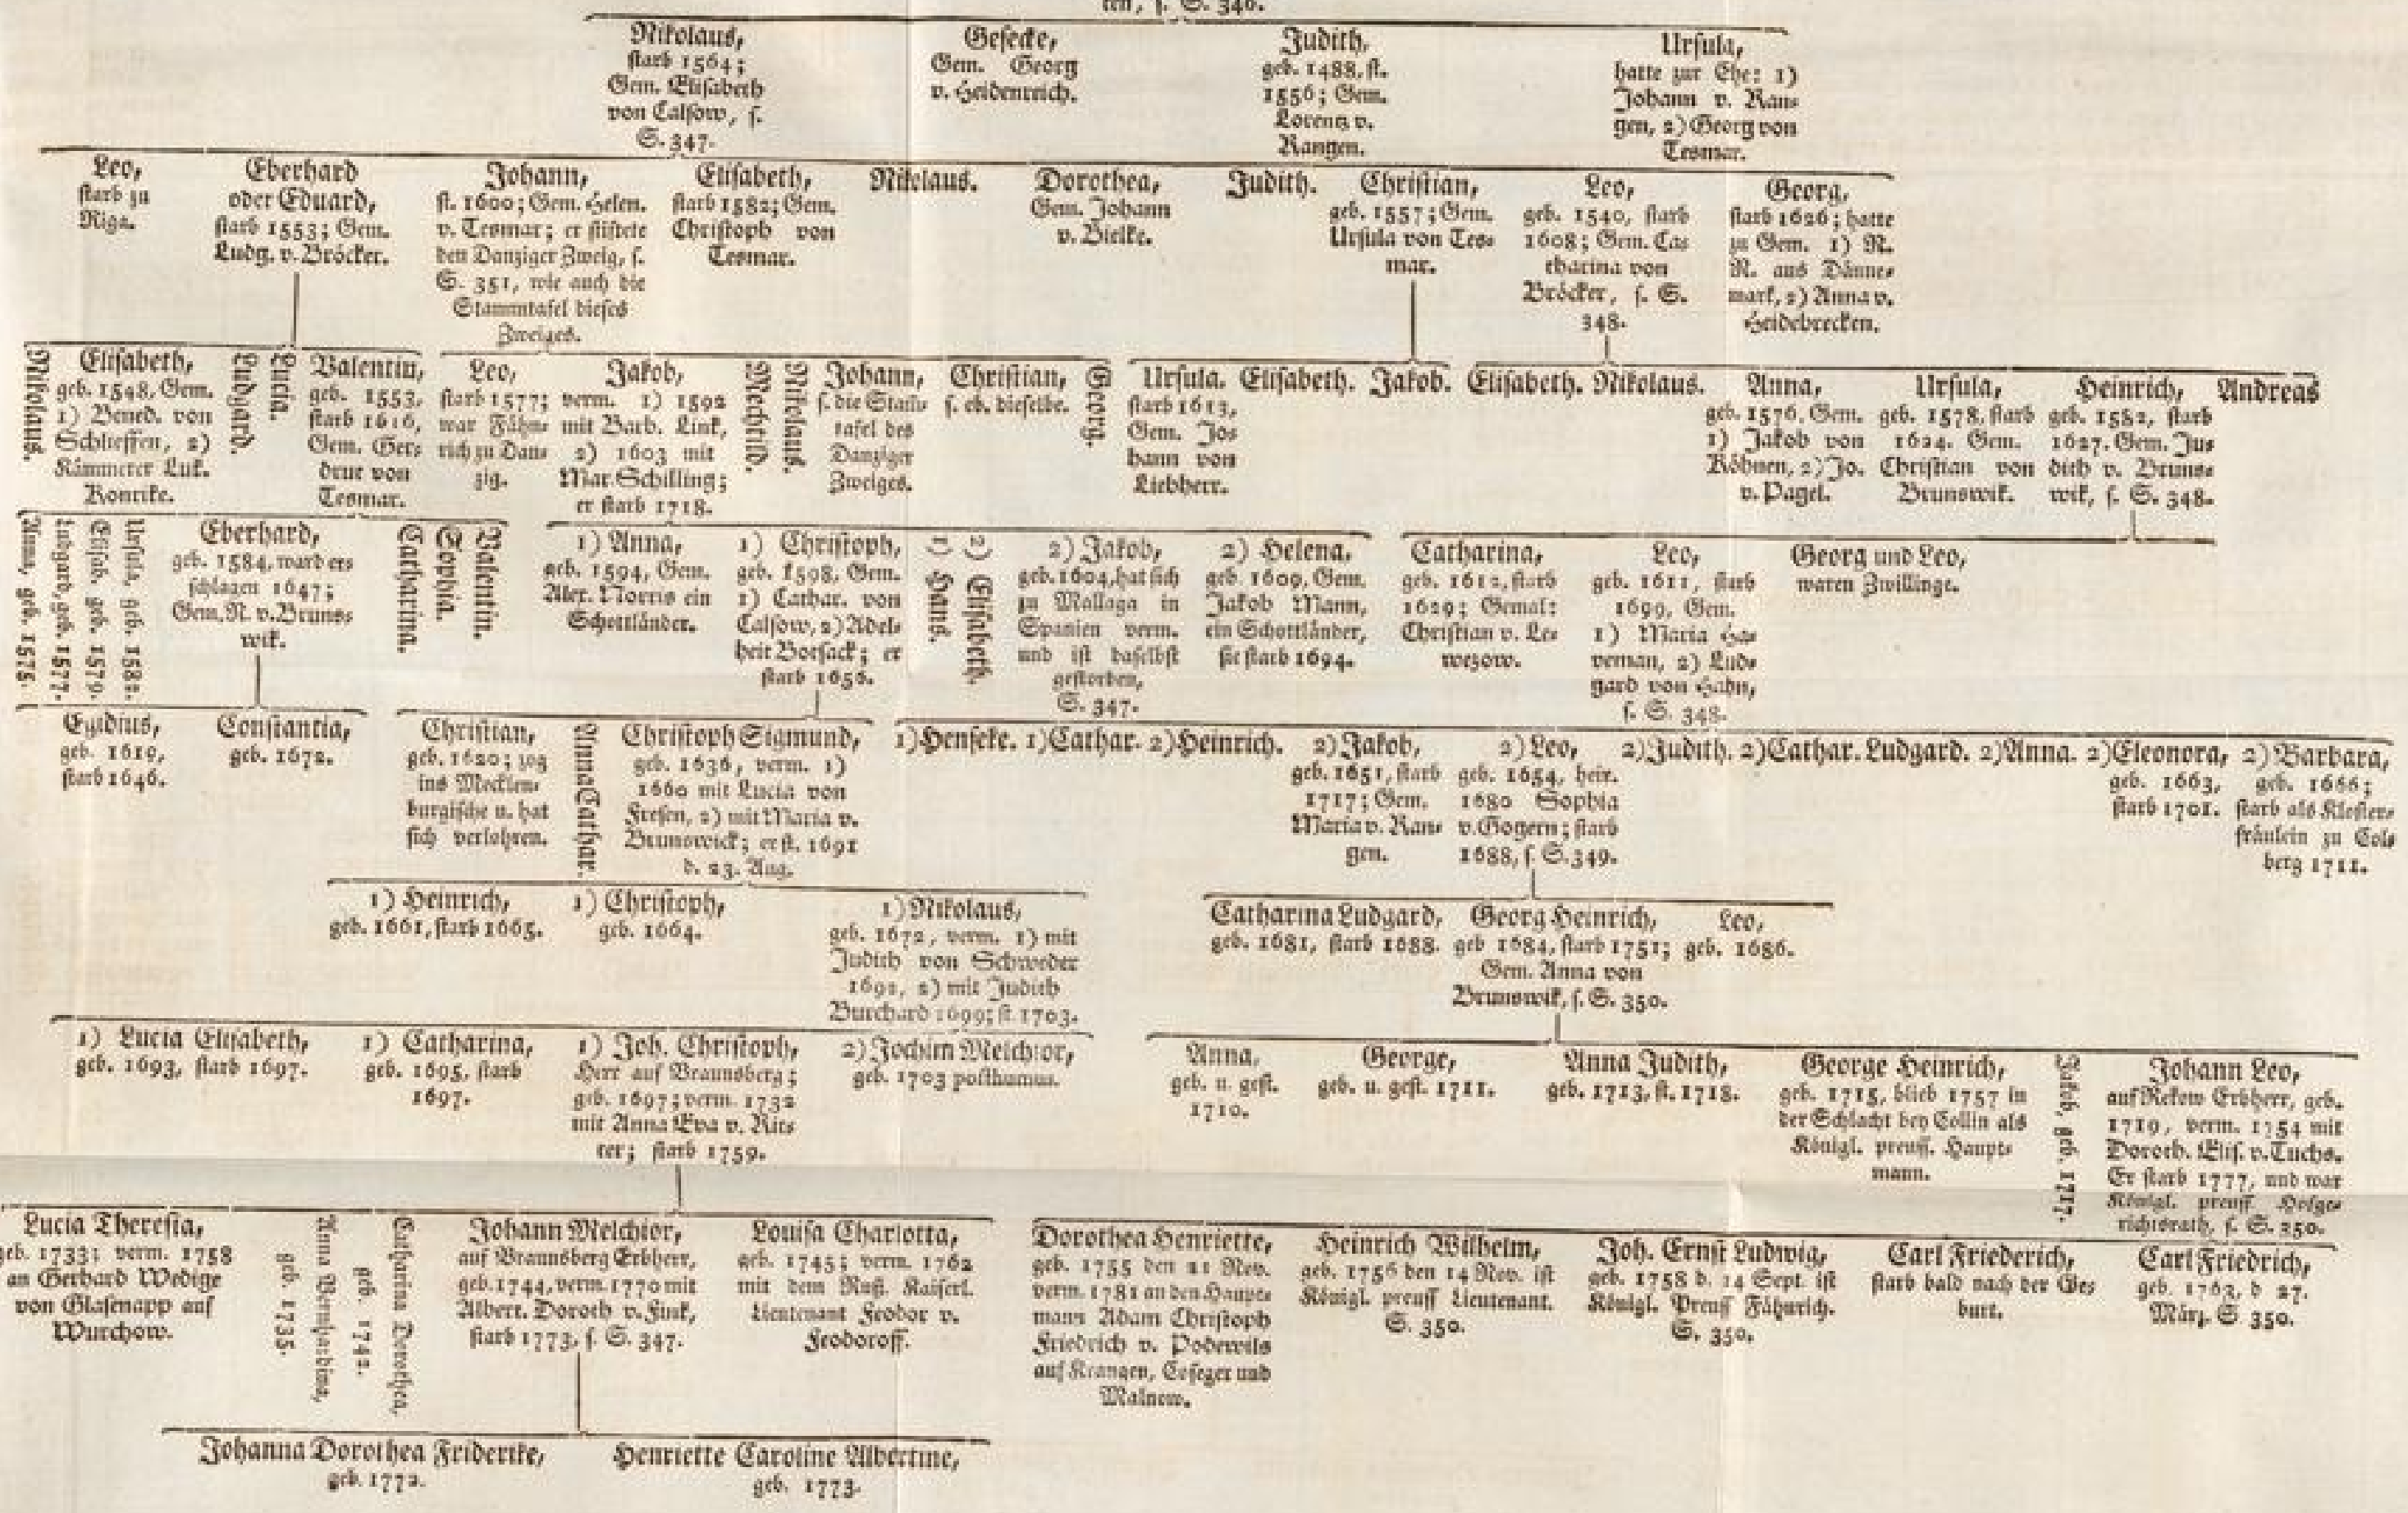 ren, s. S. 346.
Nikolaus,
starb 1564;
Gem. Elisabeth
von Calsow, s.
S. 347.
Gesecke,
Gem. Georg
v. Heidenreich.
Judith,
geb. 1488, st.
1556; Gem.
Lorentz v.
Rangen.
Ursula,
hatte zur Ehe: 1)
Johann v. Ran-
gen, 2) Georg von
Tesmar.
Leo,
starb zu
Riga.
Eberhard
oder Eduard,
starb 1553; Gem.
Ludg. v. Bröcker.
Johann,
st. 1600; Gem. Helen.
v. Tesmar; er stiftete
den Danziger Zweig, s.
S. 351, wie auch die
Stammtafel dieses
Zweiges.
Elisabeth,
starb 1582; Gem.
Christoph von
Tesmar.
Nikolaus.
Dorothea,
Gem. Johann
v. Bielke.
Judith.
Christian,
geb. 1557; Gem.
Ursula von Tes-
mar.
Leo,
geb. 1540, starb
1608; Gem. Ca-
tharina von
Bröcker, s. S.
348.
Georg,
starb 1626; hatte
zu Gem. 1) N.
N. aus Dänne-
mark, 2) Anna v.
Heidebrecken.
Nikolaus.
Elisabeth,
geb. 1548, Gem.
1) Bened. von
Schlieffen, 2)
Kämmerer Luk.
Ronrike.
Ludgard.
Lucia.
Valentin,
geb. 1553,
starb 1616,
Gem. Ger-
drut von
Tesmar.
Leo,
starb 1577;
war Fähn-
rich zu Dan-
zig.
Jakob,
verm. 1) 1592
mit Barb. Link,
2) 1603 mit
Mar. Schilling;
er starb 1718.
Mechtild.
Nikolaus.
Johann,
s. die Stam-
tafel des
Danziger
Zweiges.
Christian,
s. eb. dieselbe.
Georg.
Ursula.
starb 1613,
Gem. Jo-
hann von
Liebherr.
Elisabeth. Jakob.
Elisabeth. Nikolaus.
Anna,
geb. 1576, Gem.
1) Jakob von
Röhnen, 2) Jo.
v. Pagel.
Ursula,
geb. 1578, starb
1624. Gem.
Christian von
Brunswik.
Heinrich,
geb. 1582, starb
1627. Gem. Ju-
dith v. Bruns-
wik, s. S. 348.
Andreas
Anna, geb. 1575.
Ludgard, geb. 1577.
Elisab. geb. 1579.
Ursula, geb. 1582.
Eberhard,
geb. 1584, ward er-
schlagen 1647;
Gem. N. v. Bruns-
wik.
Catharina.
Sophia.
Valentin.
1) Anna,
geb. 1594, Gem.
Alex. Norris ein
Schottländer.
1) Christoph,
geb. 1598, Gem.
1) Cathar. von
Calsow, 2) Adel-
heit Borsack; er
starb 1656.
1) Hans.
2) Elisabeth.
2) Jakob,
geb. 1604, hat sich
zu Mallaga in
Spanien verm.
und ist daselbst
gestorben,
S. 347.
2) Helena.
geb. 1609, Gem.
Jakob Mann,
ein Schottländer,
sie starb 1694.
Catharina,
geb. 1612, starb
1629; Gemal:
Christian v. Le-
wezow.
Leo,
geb. 1611, starb
1699, Gem.
1) Maria Ha-
veman, 2) Lud-
gard von Hahn,
s. S. 348.
Georg und Leo,
waren Zwillinge.
Egidius,
geb. 1619,
starb 1646.
Constantia,
geb. 1672.
Christian,
geb. 1620; zog
ins Mecklen-
burgische u. hat
sich verlohren.
Anna Cathar.
Christoph Sigmund,
geb. 1636, verm. 1)
1660 mit Lucia von
Fresen, 2) mit Maria v.
Brunswick; er st. 1691
d. 23. Aug.
1) Henseke. 1) Cathar. 2) Heinrich.
2) Jakob,
geb. 1651, starb
1717; Gem.
Maria v. Ran-
gen.
2) Leo,
geb. 1654, heir.
1680 Sophia
v. Gogern; starb
1688, s. S. 349.
2) Judith. 2) Cathar. Ludgard. 2) Anna.
2) Eleonora,
geb. 1663,
starb 1701.
2) Barbara,
geb. 1666;
starb als Kloster-
fräulein zu Col-
berg 1711.
1) Heinrich,
geb. 1661, starb 1665.
1) Christoph,
geb. 1664.
1) Nikolaus,
geb. 1672, verm. 1) mit
Judith von Schweder
1692, 2) mit Judith
Burchard 1699; st. 1703.
Catharina Ludgard,
geb. 1681, starb 1688.
Georg Heinrich,
geb 1684, starb 1751;
Gem. Anna von
Brunswik, s. S. 350.
Leo,
geb. 1686.
1) Lucia Elisabeth,
geb. 1693, starb 1697.
1) Catharina,
geb. 1695, starb
1697.
1) Joh. Christoph,
Herr auf Braunsberg;
geb. 1697; verm. 1732
mit Anna Eva v. Rit-
ter; starb 1759.
2) Jochim Melchior,
geb. 1703 posthumus.
Anna,
geb. u. gest.
1710.
George,
geb. u. gest. 1711.
Anna Judith,
geb. 1713, st. 1718.
George Heinrich,
geb. 1715, blieb 1757 in
der Schlacht bey Collin als
Königl. preuss. Haupt-
mann.
Jakob, geb. 1717.
Johann Leo,
auf Rekow Erbherr, geb.
1719, verm. 1754 mit
Doroth. Elis. v. Tuchs.
Er starb 1777, und war
Königl. preuss Hofge-
richtsrath, s. S. 350.
Lucia Theresia,
geb. 1733; verm. 1758
an Gerhard Wedige
von Glasenapp auf
Wurchow.
Anna Bernhardina,
geb. 1735.
Catharina Dorothea,
geb. 1742.
Johann Melchior,
auf Braunsberg Erbherr,
geb. 1744, verm. 1770 mit
Albert. Doroth v. Fink,
starb 1773, s. S. 347.
Louisa Charlotta,
geb. 1745; verm. 1762
mit dem Russ. Kaiserl.
Lieutenant Feodor v.
Feodoroff.
Dorothea Henriette,
geb. 1755 den 21 Nov.
verm. 1781 an den Haupt-
mann Adam Christoph
Friedrich v. Podewils
auf Krangen, Coseger und
Malnow.
Heinrich Wilhelm,
geb. 1756 den 14 Nov. ist
Königl. preuss Lieutenant.
S. 350.
Joh. Ernst Ludwig,
geb. 1758 d. 14 Sept. ist
Königl. Preuss Fähnrich.
S. 350.
Carl Friederich,
starb bald nach der Ge-
burt.
Carl Friedrich,
geb. 1763, d 27.
März. S 350.
Johanna Dorothea Friderike,
geb. 1772.
Henriette Caroline Albertine,
geb. 1773.